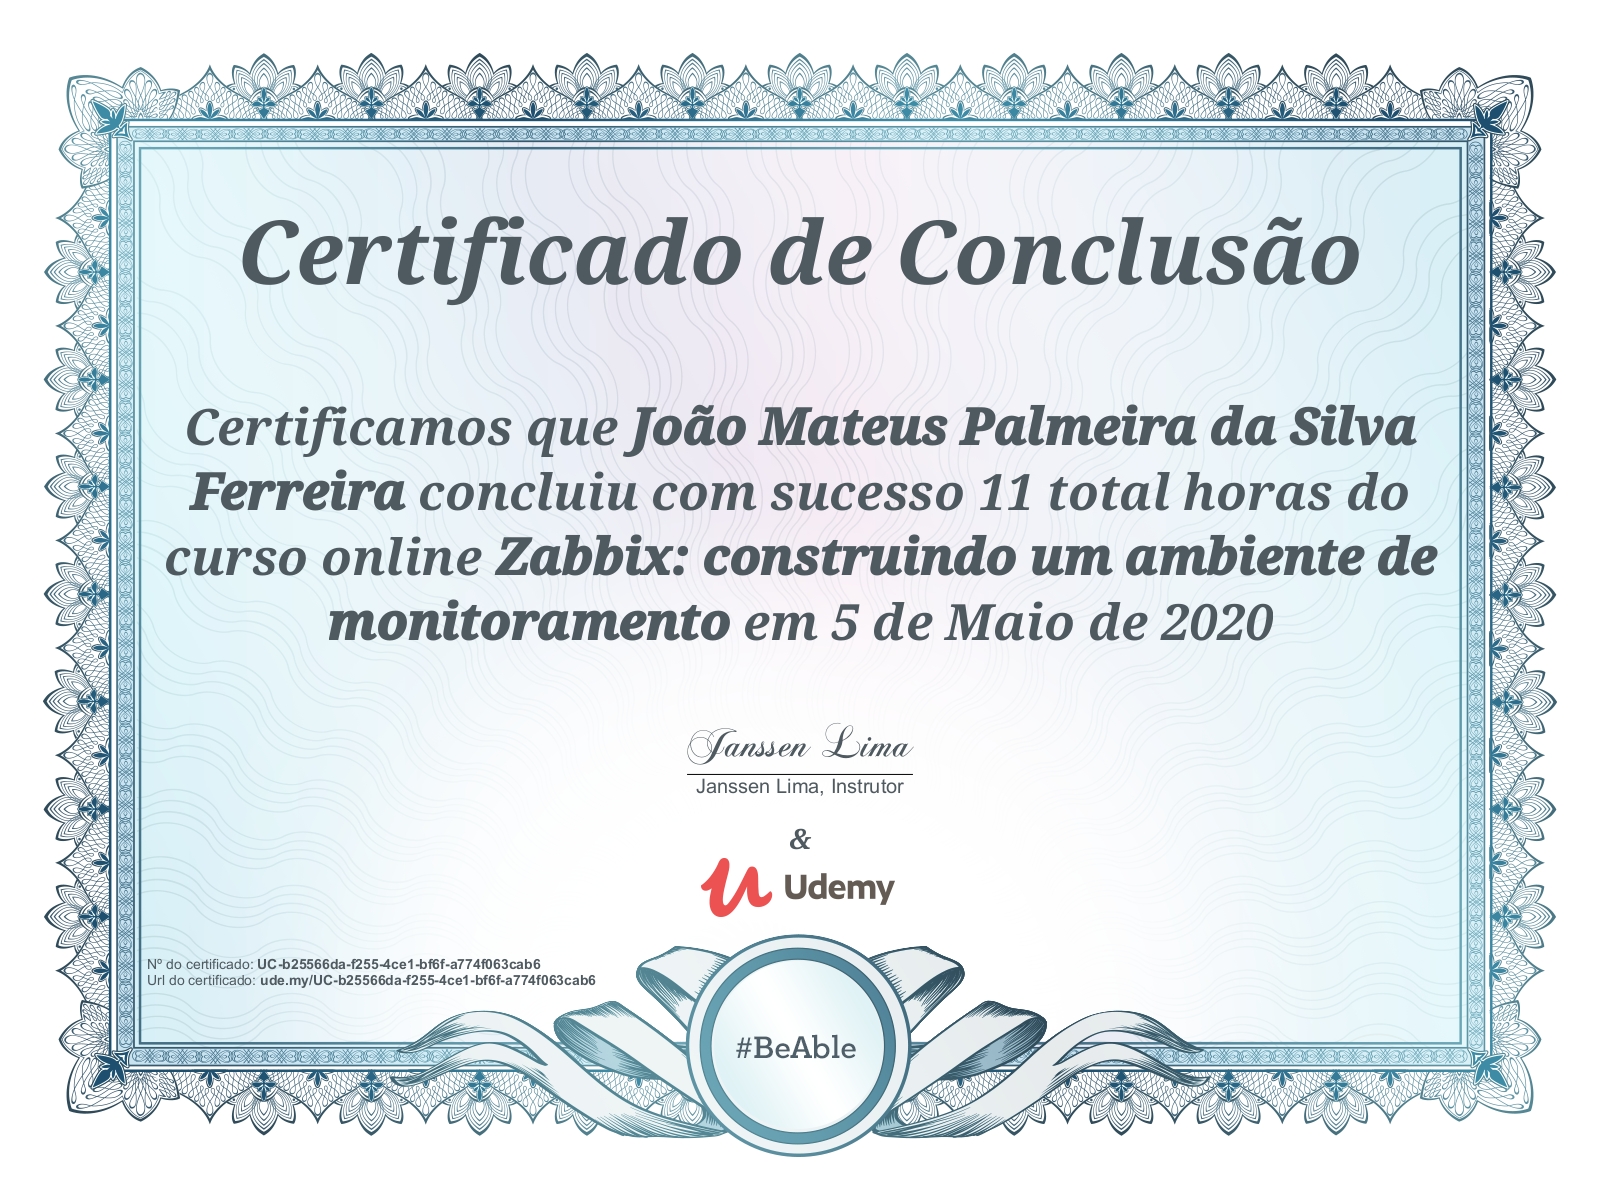 Certificado de Conclusão
Certificamos que João Mateus Palmeira da Silva
Ferreira concluiu com sucesso 11 total horas do
curso online Zabbix: construindo um ambiente de
monitoramento em 5 de Maio de 2020
Janssen Lima
Janssen Lima, Instrutor
&
Udemy
Nº do certificado: UC-b25566da-f255-4ce1-bf6f-a774f063cab6
Url do certificado: ude.my/UC-b25566da-f255-4ce1-bf6f-a774f063cab6
#BeAble